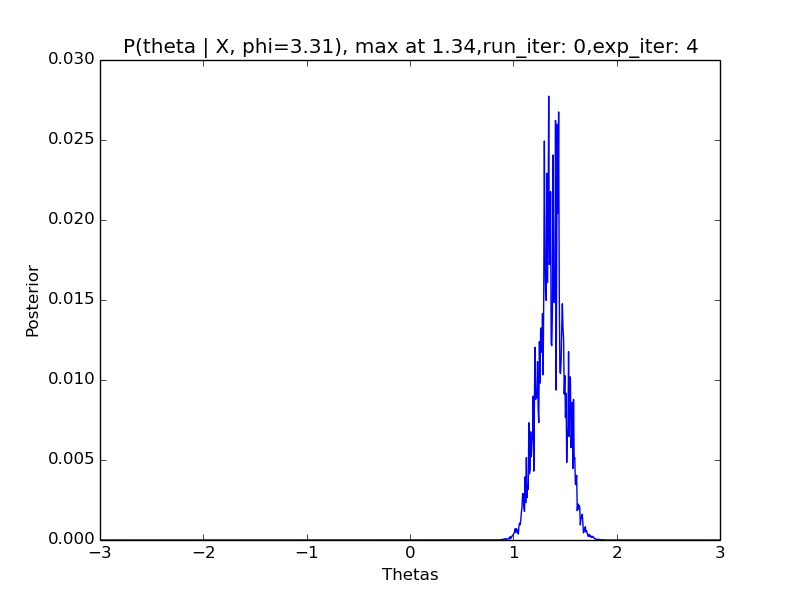 P(theta | X, phi=3.31), max at 1.34,run_iter: 0,exp_iter: 4
0.030
0.025
0.020
0.015
0.010
0.005
0.000
Posterior
−3 −2 −1 0 1 2 3
Thetas